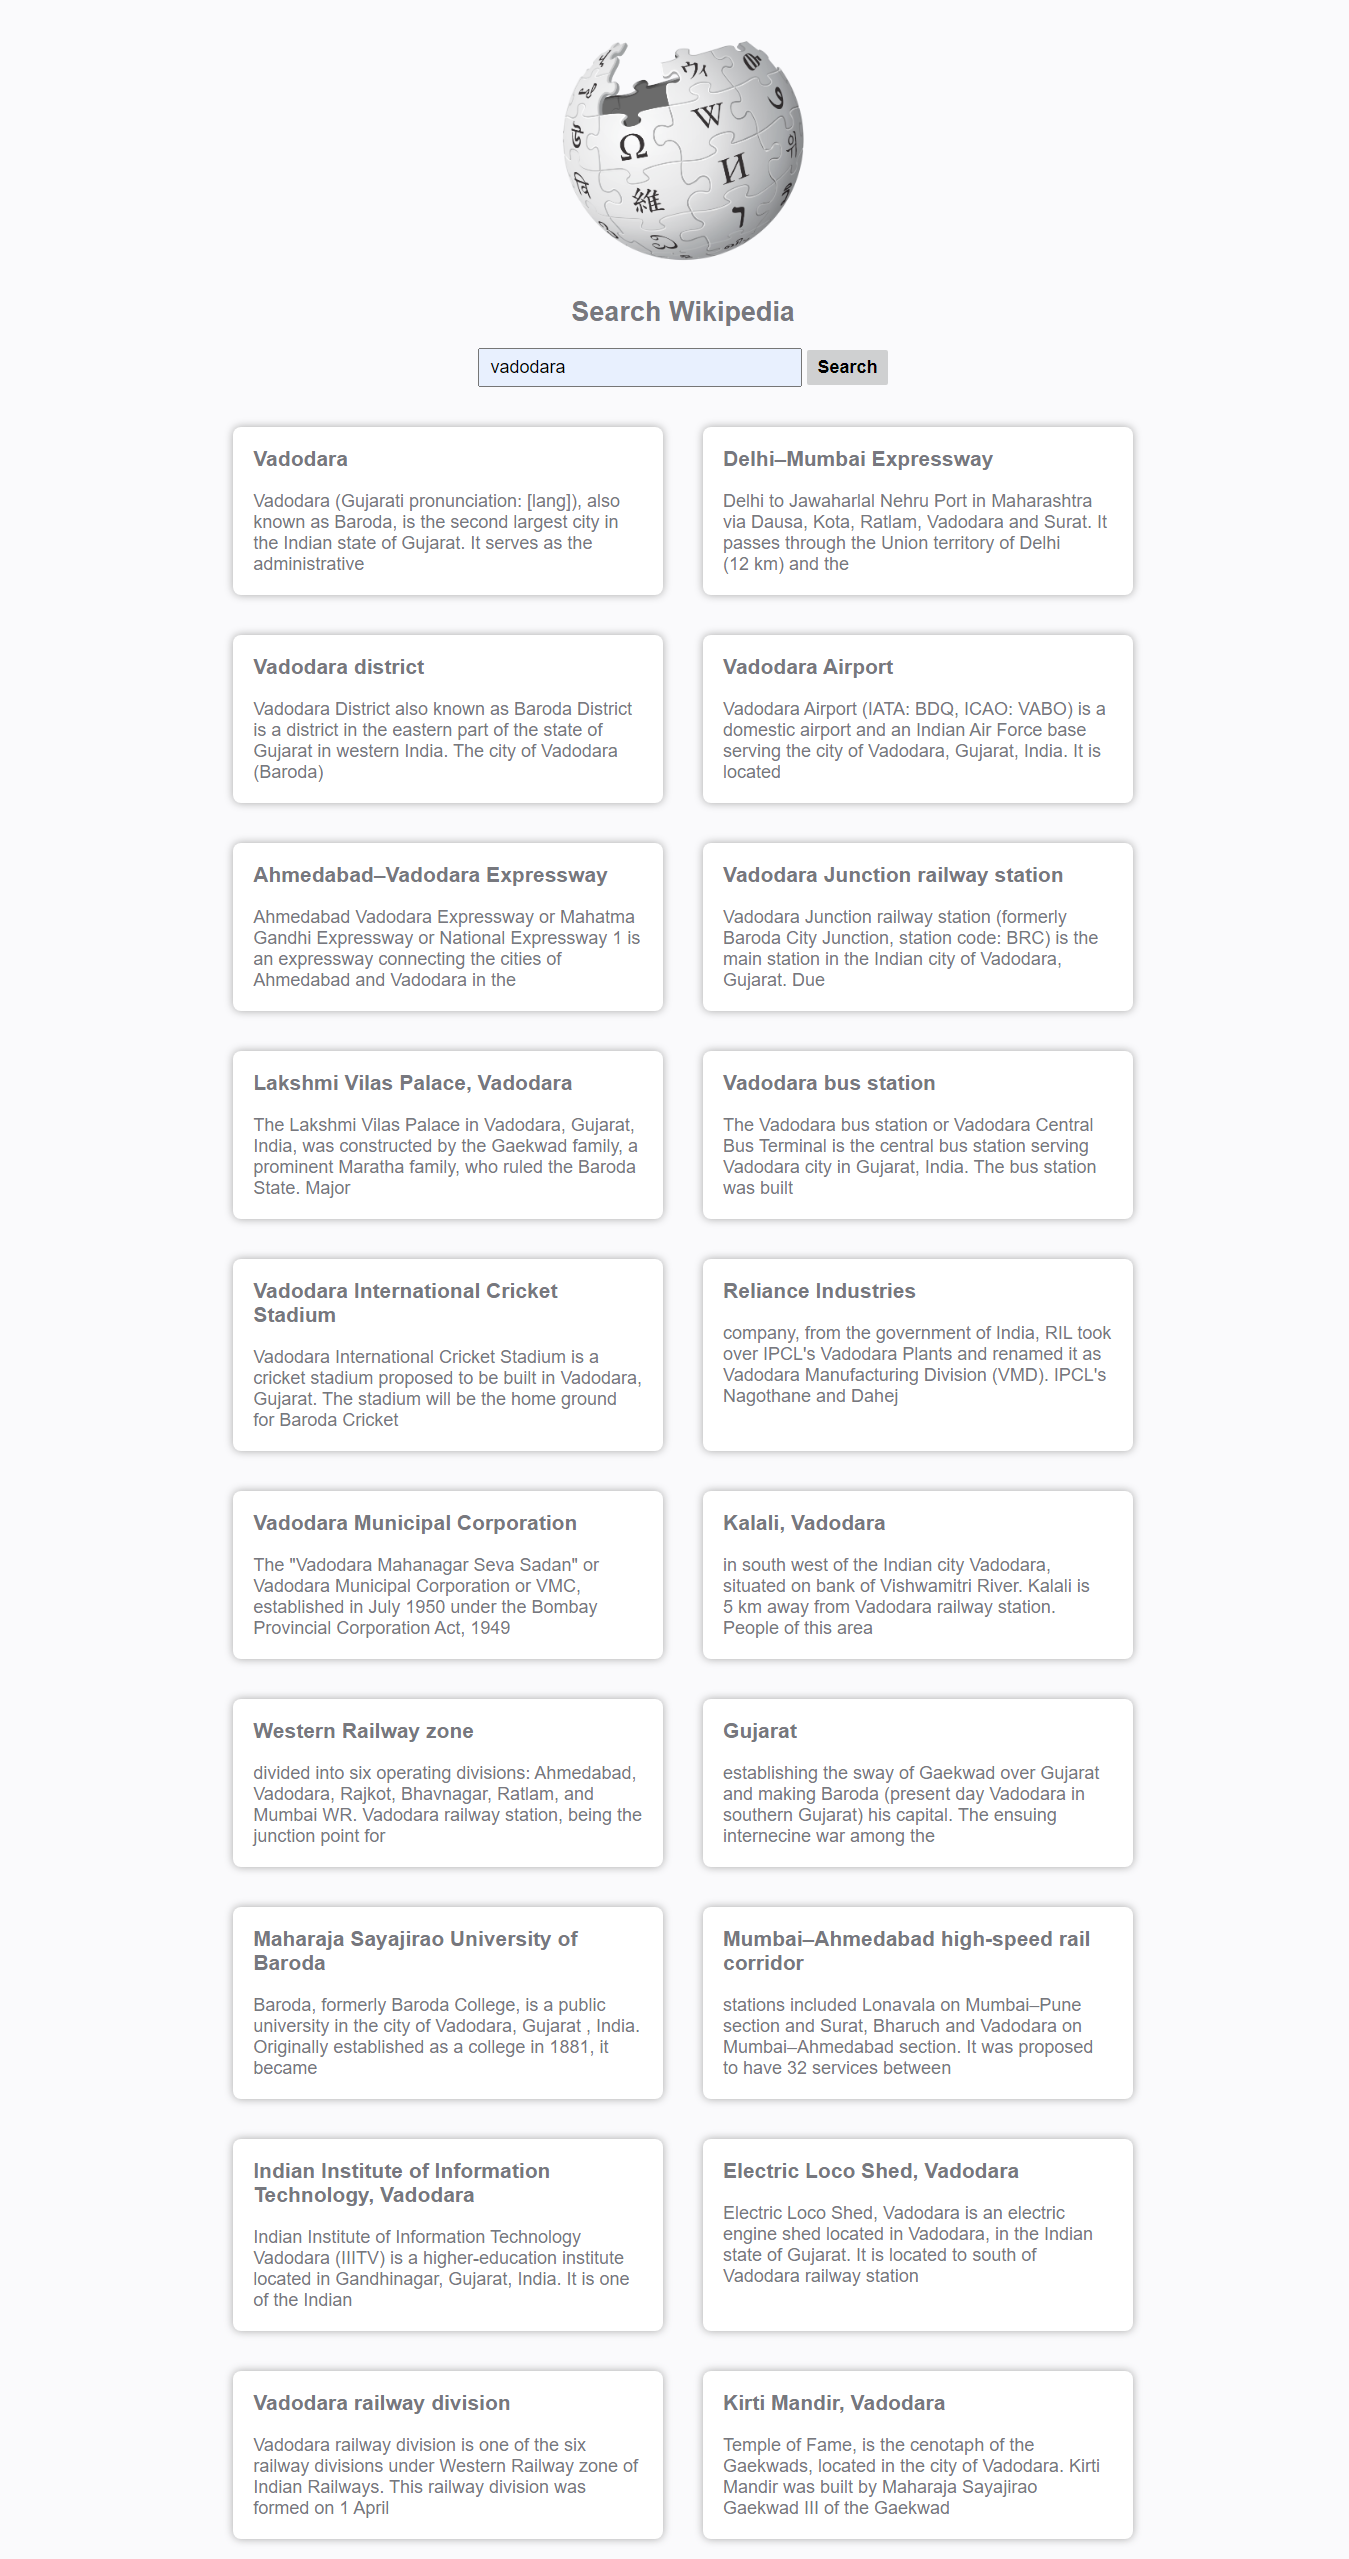 ウィ
Ω
W
И
維
ך
Search Wikipedia
vadodara
Search
Vadodara
Vadodara (Gujarati pronunciation: [lang]), also
known as Baroda, is the second largest city in
the Indian state of Gujarat. It serves as the
administrative
Delhi–Mumbai Expressway
Delhi to Jawaharlal Nehru Port in Maharashtra
via Dausa, Kota, Ratlam, Vadodara and Surat. It
passes through the Union territory of Delhi
(12 km) and the
Vadodara district
Vadodara District also known as Baroda District
is a district in the eastern part of the state of
Gujarat in western India. The city of Vadodara
(Baroda)
Vadodara Airport
Vadodara Airport (IATA: BDQ, ICAO: VABO) is a
domestic airport and an Indian Air Force base
serving the city of Vadodara, Gujarat, India. It is
located
Ahmedabad–Vadodara Expressway
Ahmedabad Vadodara Expressway or Mahatma
Gandhi Expressway or National Expressway 1 is
an expressway connecting the cities of
Ahmedabad and Vadodara in the
Vadodara Junction railway station
Vadodara Junction railway station (formerly
Baroda City Junction, station code: BRC) is the
main station in the Indian city of Vadodara,
Gujarat. Due
Lakshmi Vilas Palace, Vadodara
The Lakshmi Vilas Palace in Vadodara, Gujarat,
India, was constructed by the Gaekwad family, a
prominent Maratha family, who ruled the Baroda
State. Major
Vadodara bus station
The Vadodara bus station or Vadodara Central
Bus Terminal is the central bus station serving
Vadodara city in Gujarat, India. The bus station
was built
Vadodara International Cricket
Stadium
Vadodara International Cricket Stadium is a
cricket stadium proposed to be built in Vadodara,
Gujarat. The stadium will be the home ground
for Baroda Cricket
Reliance Industries
company, from the government of India, RIL took
over IPCL's Vadodara Plants and renamed it as
Vadodara Manufacturing Division (VMD). IPCL's
Nagothane and Dahej
Vadodara Municipal Corporation
The "Vadodara Mahanagar Seva Sadan" or
Vadodara Municipal Corporation or VMC,
established in July 1950 under the Bombay
Provincial Corporation Act, 1949
Kalali, Vadodara
in south west of the Indian city Vadodara,
situated on bank of Vishwamitri River. Kalali is
5 km away from Vadodara railway station.
People of this area
Western Railway zone
divided into six operating divisions: Ahmedabad,
Vadodara, Rajkot, Bhavnagar, Ratlam, and
Mumbai WR. Vadodara railway station, being the
junction point for
Gujarat
establishing the sway of Gaekwad over Gujarat
and making Baroda (present day Vadodara in
southern Gujarat) his capital. The ensuing
internecine war among the
Maharaja Sayajirao University of
Baroda
Baroda, formerly Baroda College, is a public
university in the city of Vadodara, Gujarat , India.
Originally established as a college in 1881, it
became
Mumbai–Ahmedabad high-speed rail
corridor
stations included Lonavala on Mumbai–Pune
section and Surat, Bharuch and Vadodara on
Mumbai–Ahmedabad section. It was proposed
to have 32 services between
Indian Institute of Information
Technology, Vadodara
Indian Institute of Information Technology
Vadodara (IIITV) is a higher-education institute
located in Gandhinagar, Gujarat, India. It is one
of the Indian
Electric Loco Shed, Vadodara
Electric Loco Shed, Vadodara is an electric
engine shed located in Vadodara, in the Indian
state of Gujarat. It is located to south of
Vadodara railway station
Vadodara railway division
Vadodara railway division is one of the six
railway divisions under Western Railway zone of
Indian Railways. This railway division was
formed on 1 April
Kirti Mandir, Vadodara
Temple of Fame, is the cenotaph of the
Gaekwads, located in the city of Vadodara. Kirti
Mandir was built by Maharaja Sayajirao
Gaekwad III of the Gaekwad